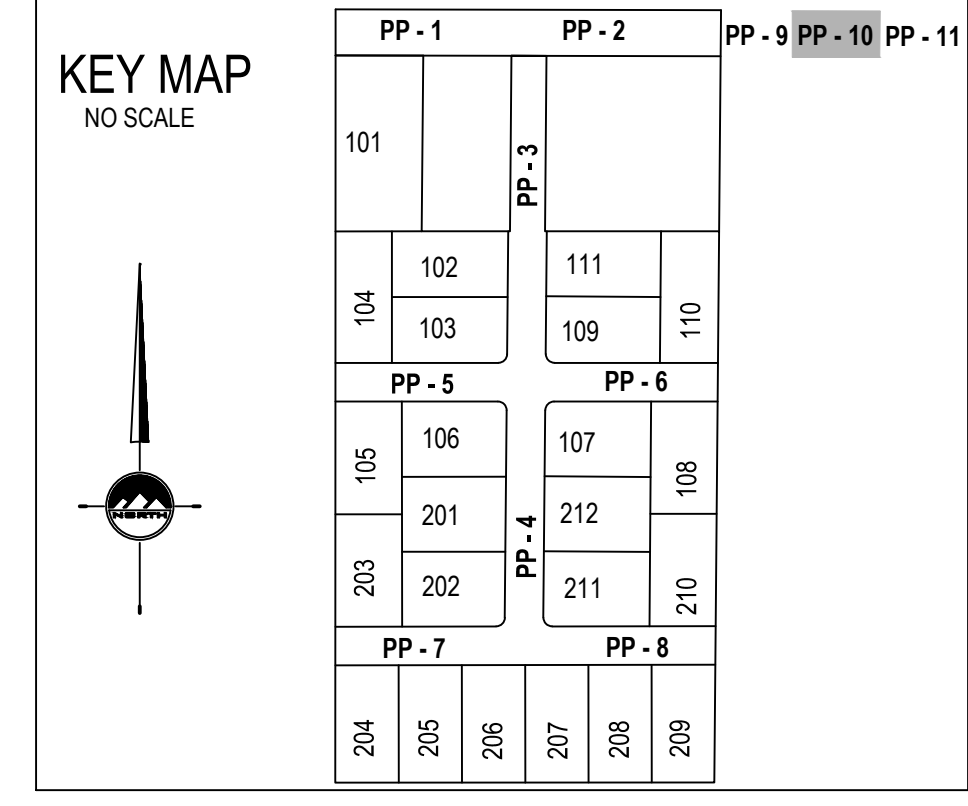 KEY MAP
NO SCALE
PP - 1
PP - 2
PP - 9 PP - 10 PP - 11
101
PP - 3
104
102
103
111
109
110
PP - 5
PP - 6
105
106
107
108
201
212
PP - 4
203
202
211
210
PP - 7
PP - 8
204
205
206
207
208
209
NORTH